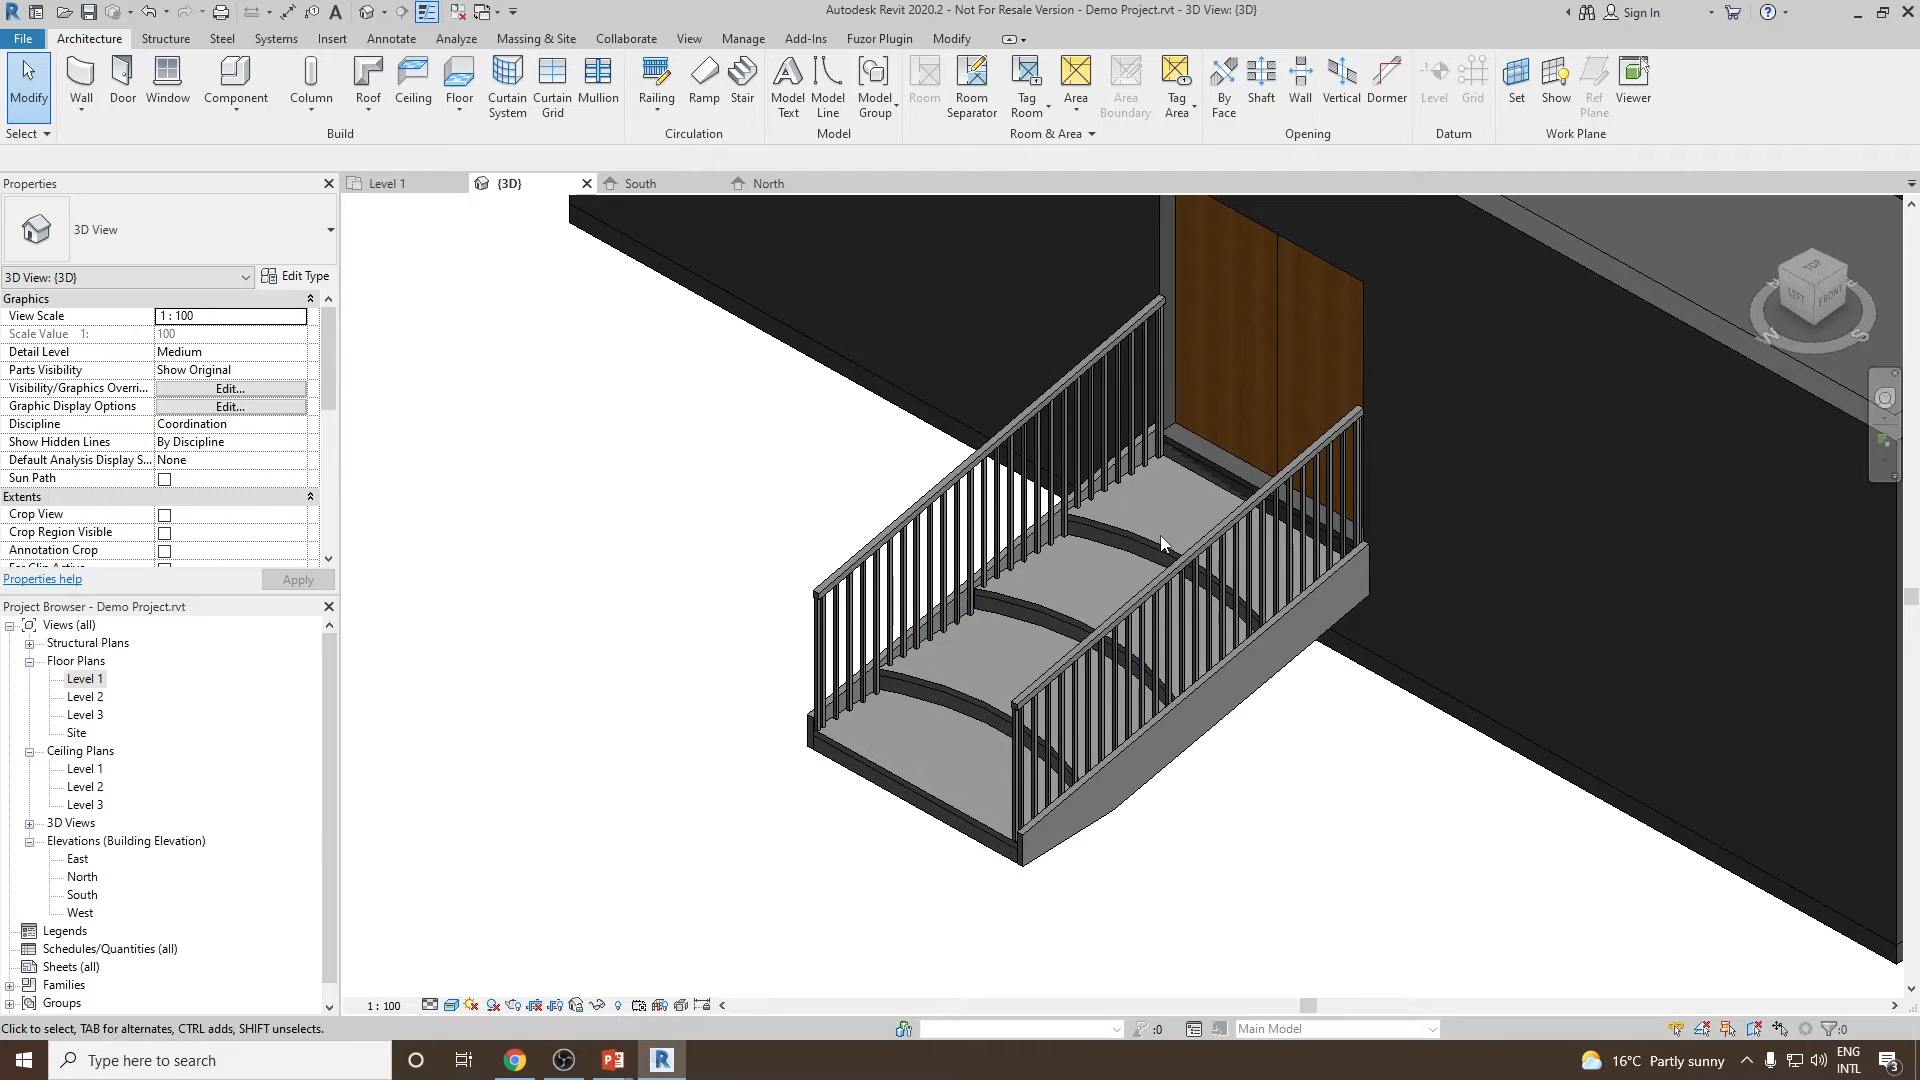 Autodesk Revit 2020.2 - Not For Resale Version - Demo Project.rvt - 3D View: {3D}
Sign In
File
Architecture
Structure
Steel
Systems
Insert
Annotate
Analyze
Massing & Site
Collaborate
View
Manage
Add-Ins
Fuzor Plugin
Modify
Modify
Wall
Door
Window
Component
Column
Roof
Ceiling
Floor
Curtain System
Curtain Grid
Mullion
Railing
Ramp
Stair
Model Text
Model Line
Model Group
Room
Room Separator
Tag Room
Area
Area Boundary
Tag Area
By Face
Shaft
Wall
Vertical
Dormer
Level
Grid
Set
Show
Ref Plane
Viewer
Select
Build
Circulation
Model
Room & Area
Opening
Datum
Work Plane
Properties
Level 1
{3D}
South
North
3D View
3D View: {3D}
Edit Type
Graphics
View Scale
1 : 100
Scale Value 1:
100
Detail Level
Medium
Parts Visibility
Show Original
Visibility/Graphics Overri...
Edit...
Graphic Display Options
Edit...
Discipline
Coordination
Show Hidden Lines
By Discipline
Default Analysis Display S...
None
Sun Path
Extents
Crop View
Crop Region Visible
Annotation Crop
Properties help
Apply
TOP
LEFT
FRONT
W
S
Project Browser - Demo Project.rvt
Views (all)
Structural Plans
Floor Plans
Level 1
Level 2
Level 3
Site
Ceiling Plans
Level 1
Level 2
Level 3
3D Views
Elevations (Building Elevation)
East
North
South
West
Legends
Schedules/Quantities (all)
Sheets (all)
Families
Groups
1 : 100
Click to select, TAB for alternates, CTRL adds, SHIFT unselects.
:0
Main Model
:0
Type here to search
16°C Partly sunny
ENG
INTL
3